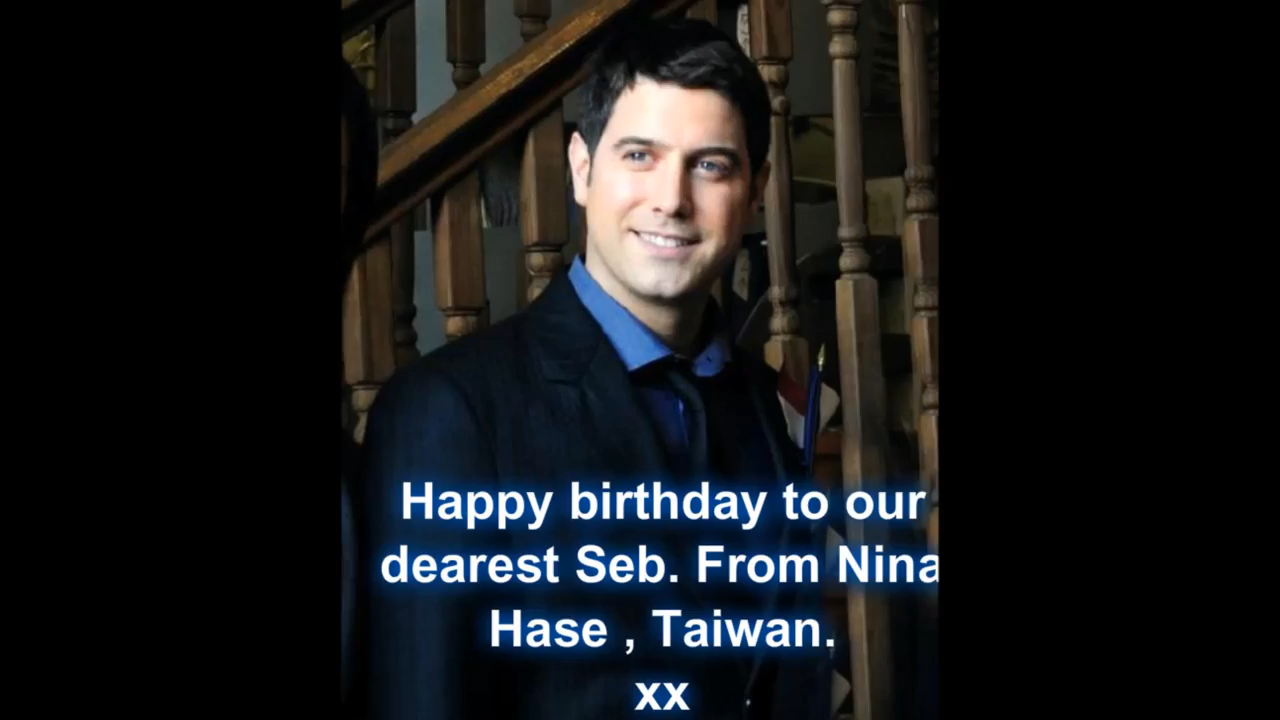 Happy birthday to our
dearest Seb. From Nina
Hase , Taiwan.
xx